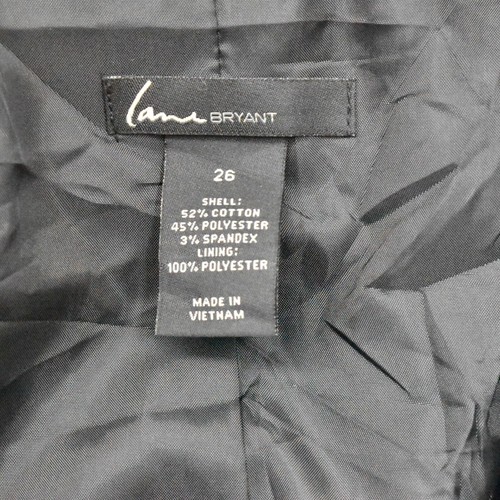 Lane BRYANT
26
SHELL:
52% COTTON
45% POLYESTER
3% SPANDEX
LINING:
100% POLYESTER
MADE IN
VIETNAM